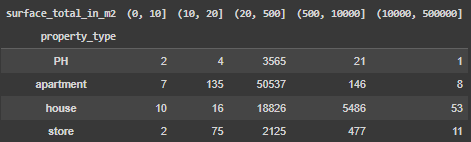 surface_total_in_m2 (0, 10] (10, 20] (20, 500] (500, 10000] (10000, 500000]
property_type
PH 2 4 3565 21 1
apartment 7 135 50537 146 8
house 10 16 18826 5486 53
store 2 75 2125 477 11